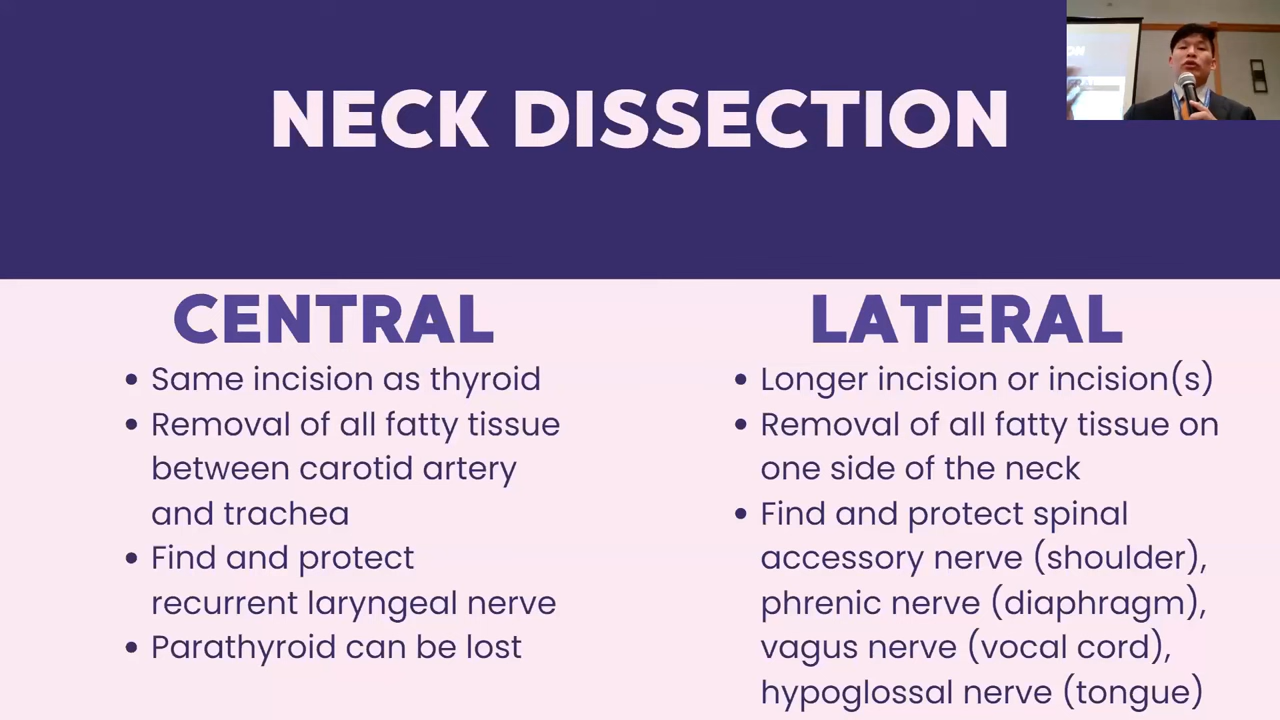 NECK DISSECTION
CENTRAL
• Same incision as thyroid
• Removal of all fatty tissue
between carotid artery
and trachea
• Find and protect
recurrent laryngeal nerve
• Parathyroid can be lost
LATERAL
• Longer incision or incision(s)
• Removal of all fatty tissue on
one side of the neck
• Find and protect spinal
accessory nerve (shoulder),
phrenic nerve (diaphragm),
vagus nerve (vocal cord),
hypoglossal nerve (tongue)